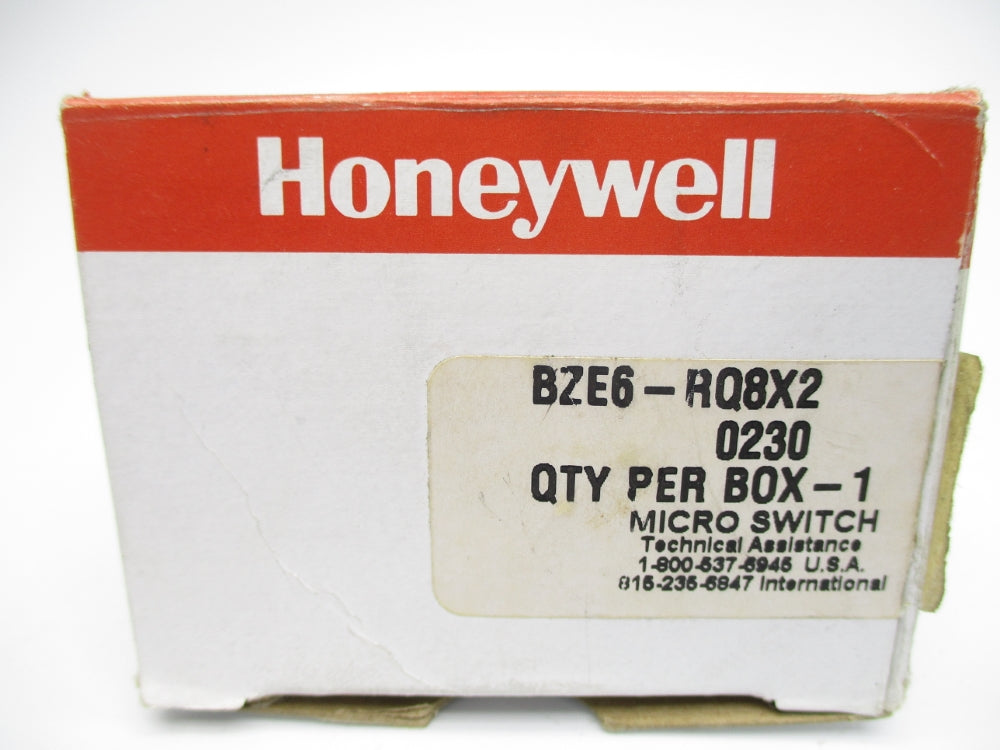 Honeywell
BZE6-RQ8X2
0230
QTY PER BOX-1
MICRO SWITCH
Technical Assistance
1-800-537-6945 U.S.A.
815-235-6847 International